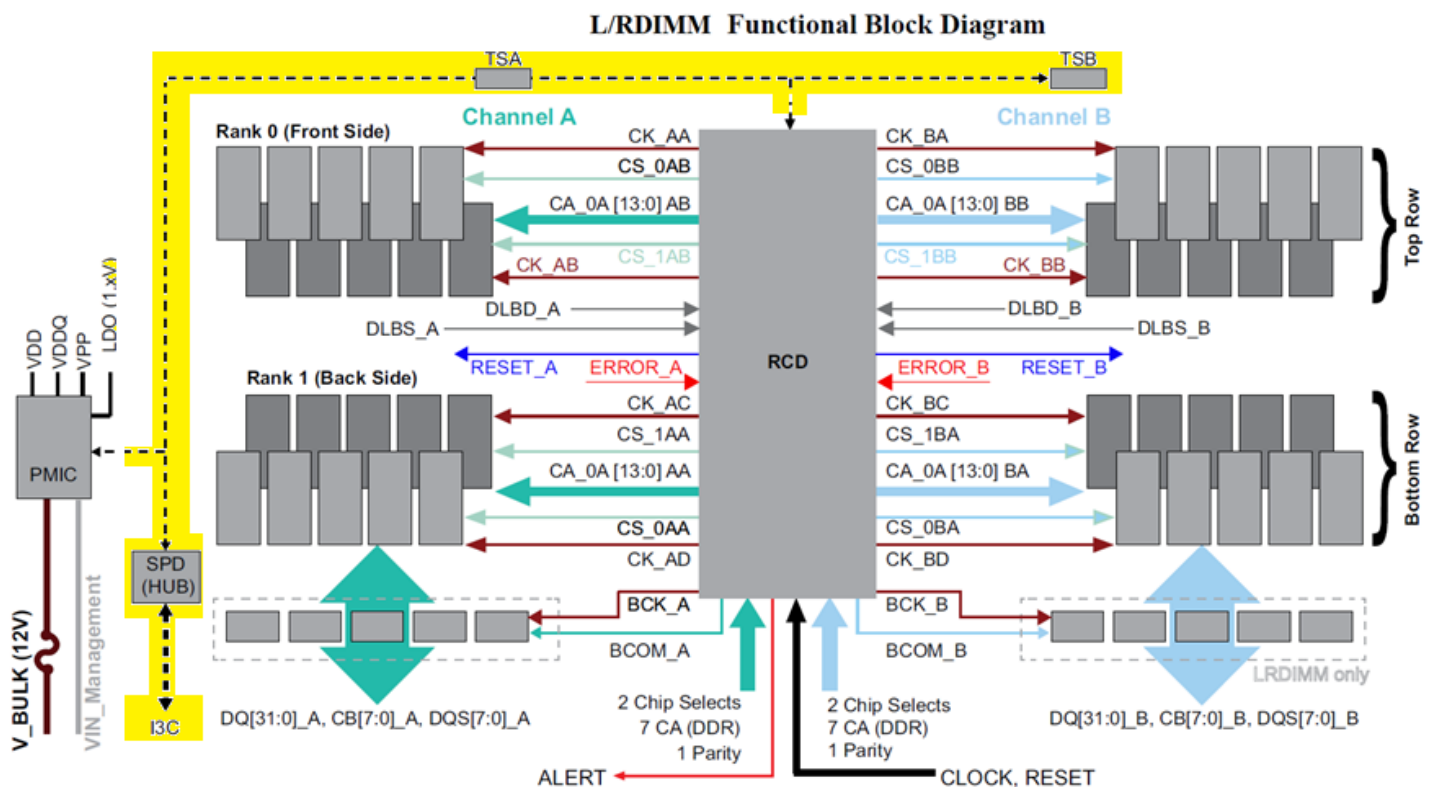 L/RDIMM Functional Block Diagram
TSA
TSB
Channel A
Channel B
Rank 0 (Front Side)
CK_AA
CK_BA
CS_0AB
CS_0BB
CA_0A [13:0] AB
CA_0A [13:0] BB
CS_1AB
CS_1BB
CK_AB
CK_BB
Top Row
DLBD_A
DLBD_B
DLBS_A
DLBS_B
RCD
RESET_A
ERROR_A
ERROR_B
RESET_B
VDD
VDDQ
VPP
LDO (1.xV)
Rank 1 (Back Side)
CK_AC
CK_BC
CS_1AA
CS_1BA
CA_0A [13:0] AA
CA_0A [13:0] BA
CS_0AA
CS_0BA
CK_AD
CK_BD
Bottom Row
PMIC
SPD
(HUB)
V_BULK (12V)
VIN_Management
I3C
BCK_A
BCK_B
BCOM_A
BCOM_B
LRDIMM only
DQ[31:0]_A, CB[7:0]_A, DQS[7:0]_A
2 Chip Selects
7 CA (DDR)
1 Parity
2 Chip Selects
7 CA (DDR)
1 Parity
DQ[31:0]_B, CB[7:0]_B, DQS[7:0]_B
ALERT
CLOCK, RESET